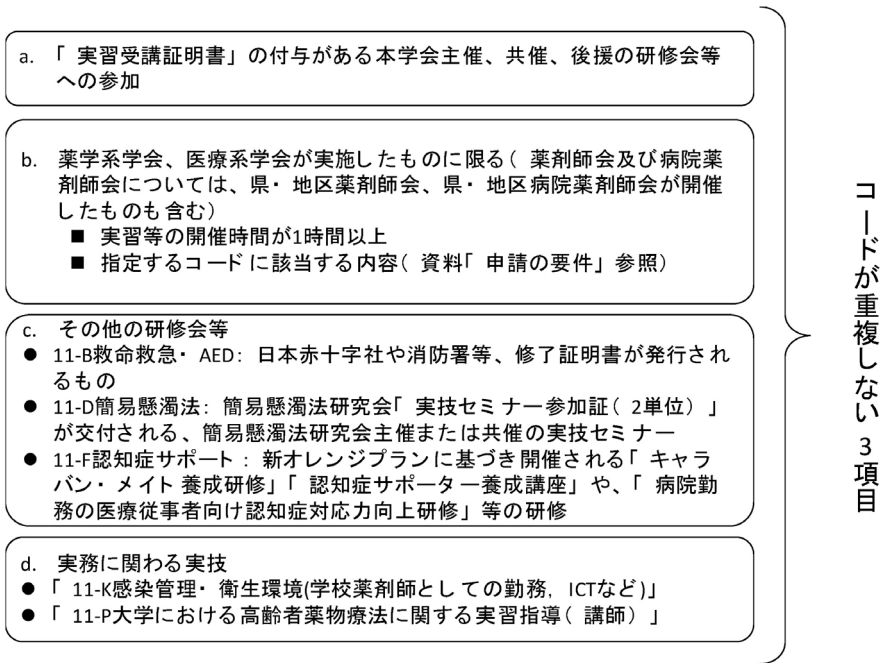 a. 「実習受講証明書」の付与がある本学会主催、共催、後援の研修会等
への参加
b. 薬学系学会、医療系学会が実施したものに限る(薬剤師会及び病院薬
剤師会については、県・地区薬剤師会、県・地区病院薬剤師会が開催
したものも含む)
■ 実習等の開催時間が1時間以上
■ 指定するコードに該当する内容(資料「申請の要件」参照)
c. その他の研修会等
● 11-B救命救急・AED:日本赤十字社や消防署等、修了証明書が発行され
るもの
● 11-D簡易懸濁法:簡易懸濁法研究会「実技セミナー参加証(2単位)」
が交付される、簡易懸濁法研究会主催または共催の実技セミナー
● 11-F認知症サポート:新オレンジプランに基づき開催される「キャラ
バン・メイト養成研修」「認知症サポーター養成講座」や、「病院勤
務の医療従事者向け認知症対応力向上研修」等の研修
d. 実務に関わる実技
● 「11-K感染管理・衛生環境(学校薬剤師としての勤務, ICTなど)」
● 「11-P大学における高齢者薬物療法に関する実習指導(講師)」
コードが重複しない3項目